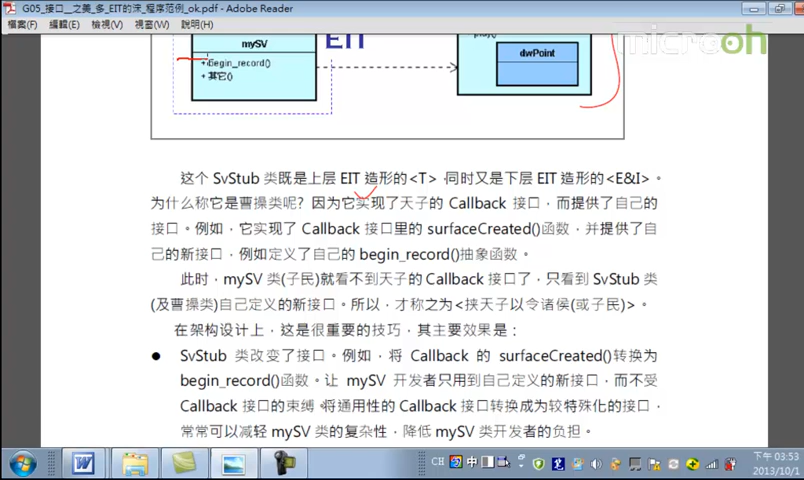 G05_接口__之美_多_EIT的深_程序范例_ok.pdf - Adobe Reader
檔案(F) 編輯(E) 檢視(V) 視窗(W) 說明(H)
microoh
mySV
EIT
+ begin_record()
+ 其它()
dwPoint
这个 SvStub 类既是上层 EIT 造形的<T>,同时又是下层 EIT 造形的<E&I>。
为什么称它是曹操类呢? 因为它实现了天子的 Callback 接口,而提供了自己的
接口。例如,它实现了 Callback 接口里的 surfaceCreated()函数,并提供了自
己的新接口,例如定义了自己的 begin_record()抽象函数。
此时,mySV 类(子民)就看不到天子的 Callback 接口了,只看到 SvStub 类
(及曹操类)自己定义的新接口。所以,才称之为<挟天子以令诸侯(或子民)>。
在架构设计上,这是很重要的技巧,其主要效果是:
● SvStub 类改变了接口。例如,将 Callback 的 surfaceCreated()转换为
begin_record()函数。让 mySV 开发者只用到自己定义的新接口,而不受
Callback 接口的束缚。将通用性的 Callback 接口转换成为较特殊化的接口,
常常可以减轻 mySV 类的复杂性,降低 mySV 类开发者的负担。
CH 中
下午 03:53
2013/10/1